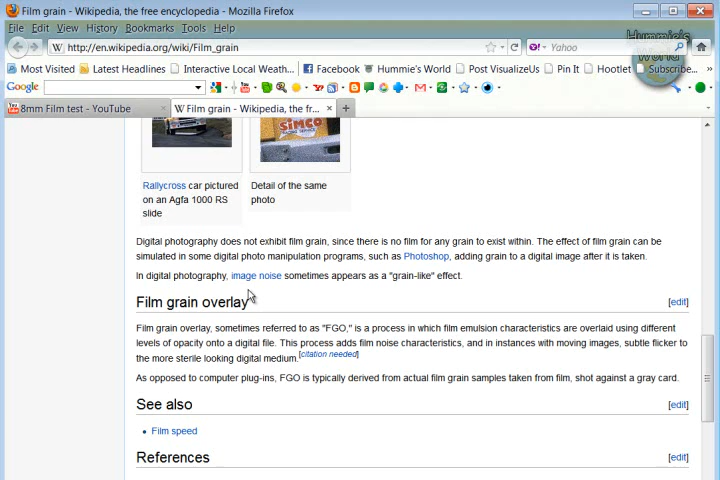 Film grain - Wikipedia, the free encyclopedia - Mozilla Firefox
File Edit View History Bookmarks Tools Help
http://en.wikipedia.org/wiki/Film_grain
Yahoo
Hummie's World
Most Visited Latest Headlines Interactive Local Weath... Facebook Hummie's World Post VisualizeUs Pin It Hootlet Subscribe...
Google
8mm Film test - YouTube
Film grain - Wikipedia, the fr...
SIMCO
RACING SERVICE
Rallycross car pictured
on an Agfa 1000 RS
slide
Detail of the same
photo
Digital photography does not exhibit film grain, since there is no film for any grain to exist within. The effect of film grain can be
simulated in some digital photo manipulation programs, such as Photoshop, adding grain to a digital image after it is taken.
In digital photography, image noise sometimes appears as a "grain-like" effect.
Film grain overlay [edit]
Film grain overlay, sometimes referred to as "FGO," is a process in which film emulsion characteristics are overlaid using different
levels of opacity onto a digital file. This process adds film noise characteristics, and in instances with moving images, subtle flicker to
the more sterile looking digital medium.[citation needed]
As opposed to computer plug-ins, FGO is typically derived from actual film grain samples taken from film, shot against a gray card.
See also [edit]
Film speed
References [edit]